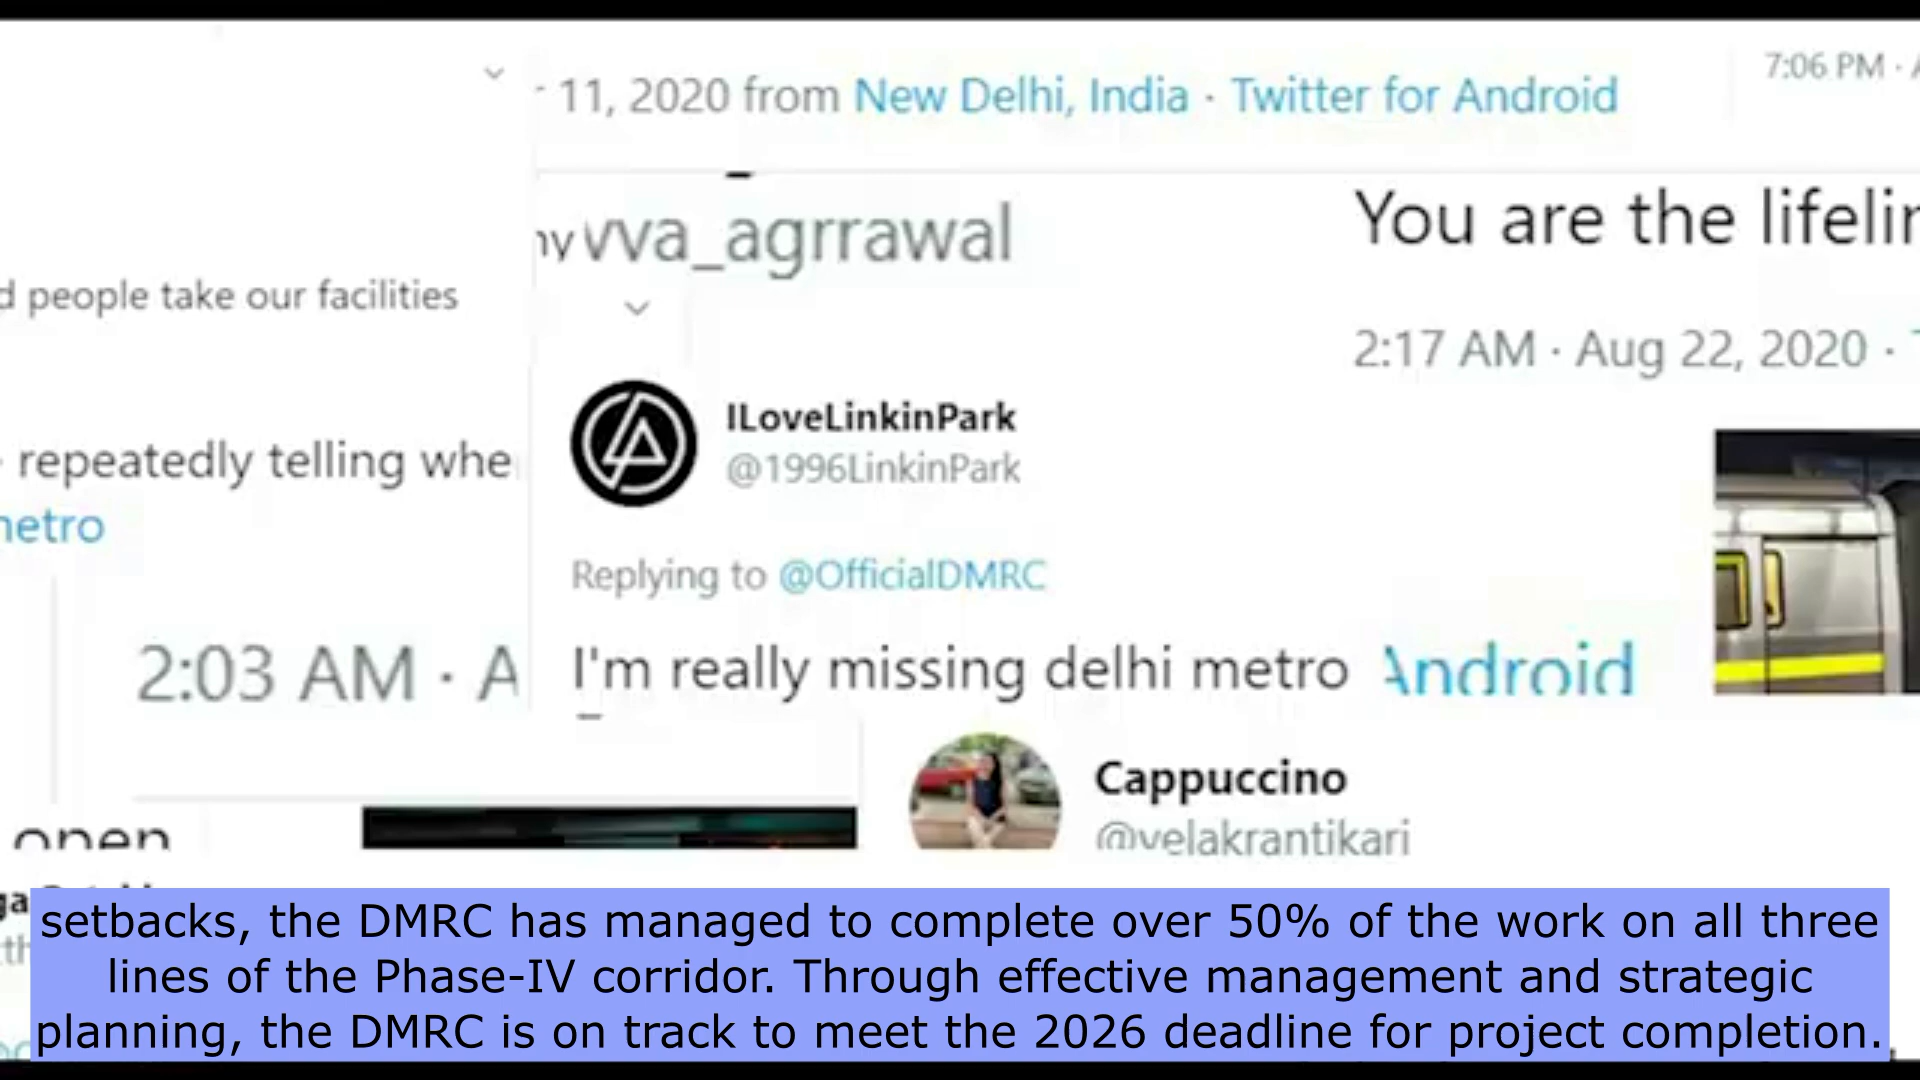 7:06 PM ·
11, 2020 from New Delhi, India · Twitter for Android
vva_agrrawal
You are the
people take our facilities
2:17 AM · Aug 22, 2020 ·
ILoveLinkinPark
@1996LinkinPark
repeatedly telling
Replying to @OfficialDMRC
2:03 AM · A
I'm really missing delhi metro
Android
Cappuccino
@velakrantikari
open
setbacks, the DMRC has managed to complete over 50% of the work on all three
lines of the Phase-IV corridor. Through effective management and strategic
planning, the DMRC is on track to meet the 2026 deadline for project completion.